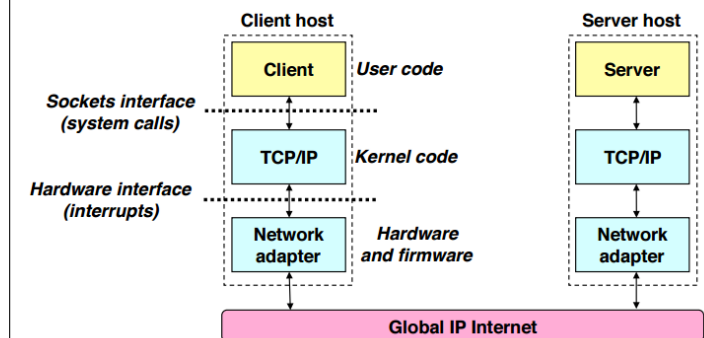 Client host
Server host
Client
User code
Server
Sockets interface
(system calls)
TCP/IP
Kernel code
TCP/IP
Hardware interface
(interrupts)
Network
adapter
Hardware
and firmware
Network
adapter
Global IP Internet